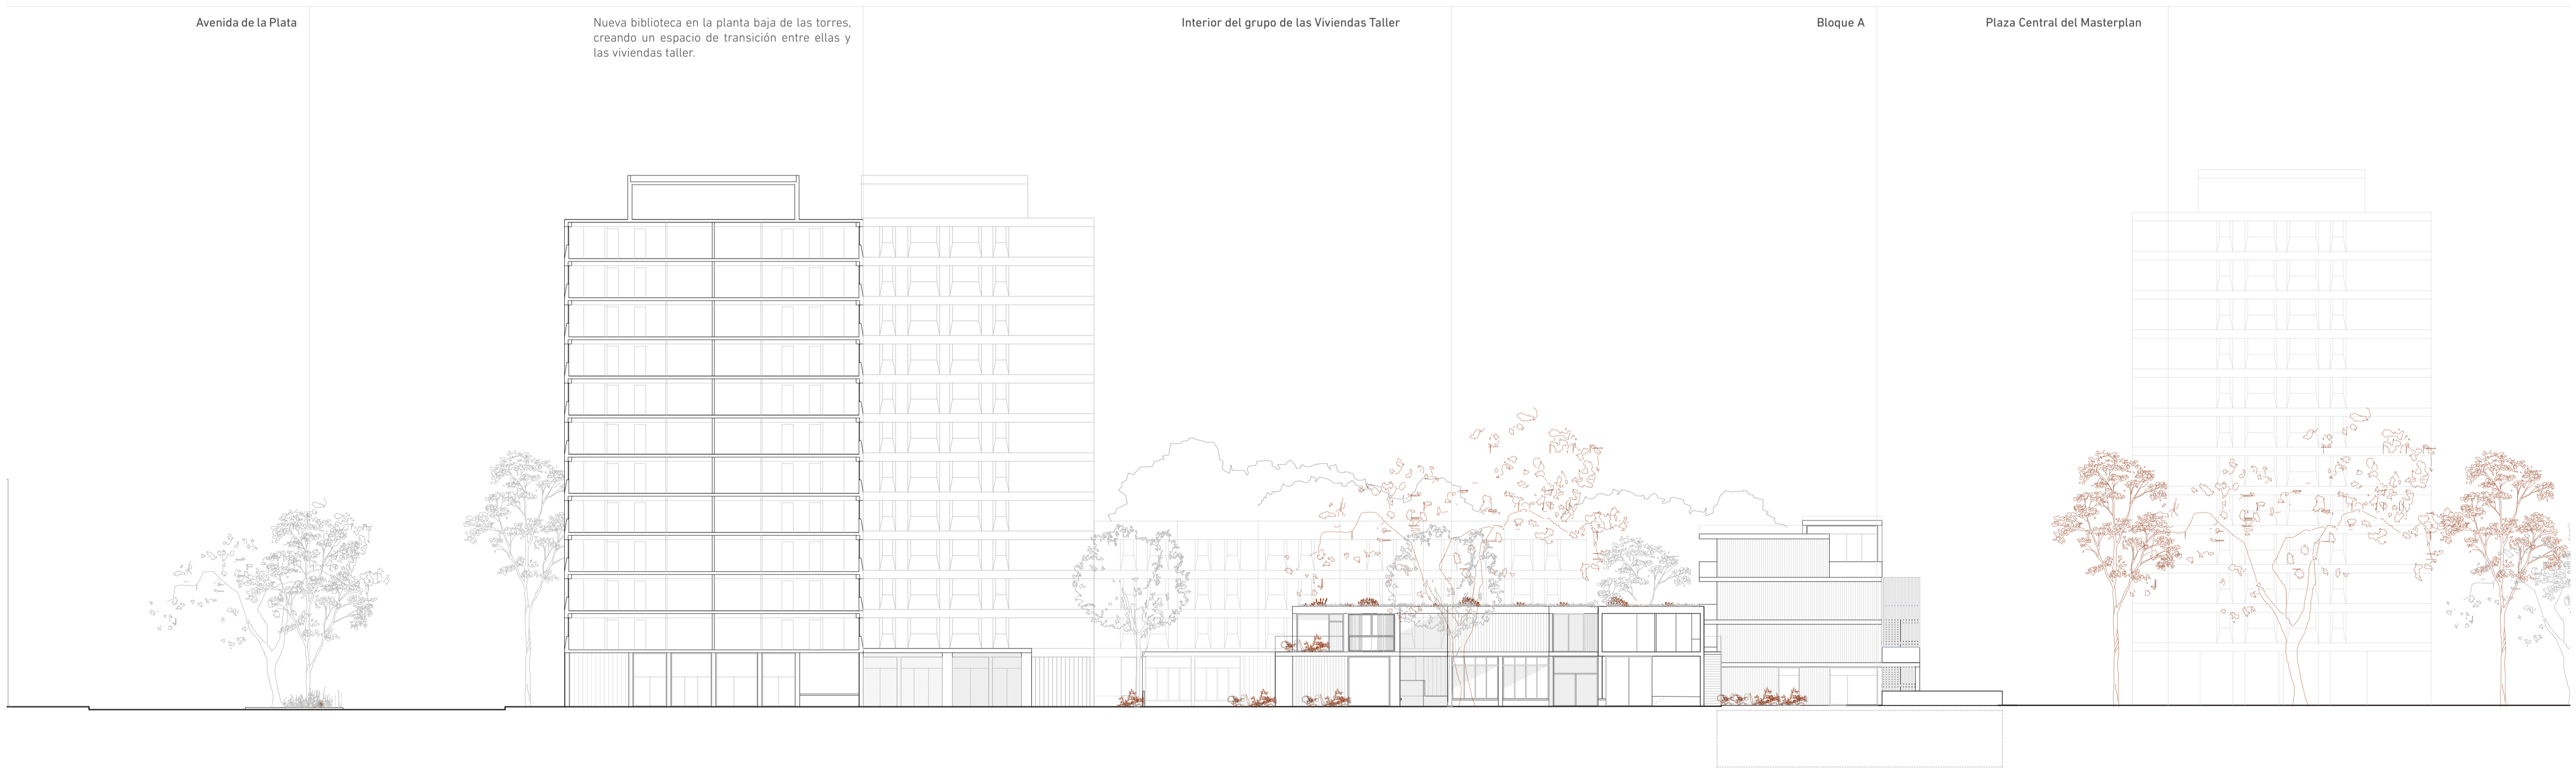 Avenida de la Plata
Nueva biblioteca en la planta baja de las torres,
creando un espacio de transición entre ellas y
las viviendas taller.
Interior del grupo de las Viviendas Taller
Bloque A
Plaza Central del Masterplan